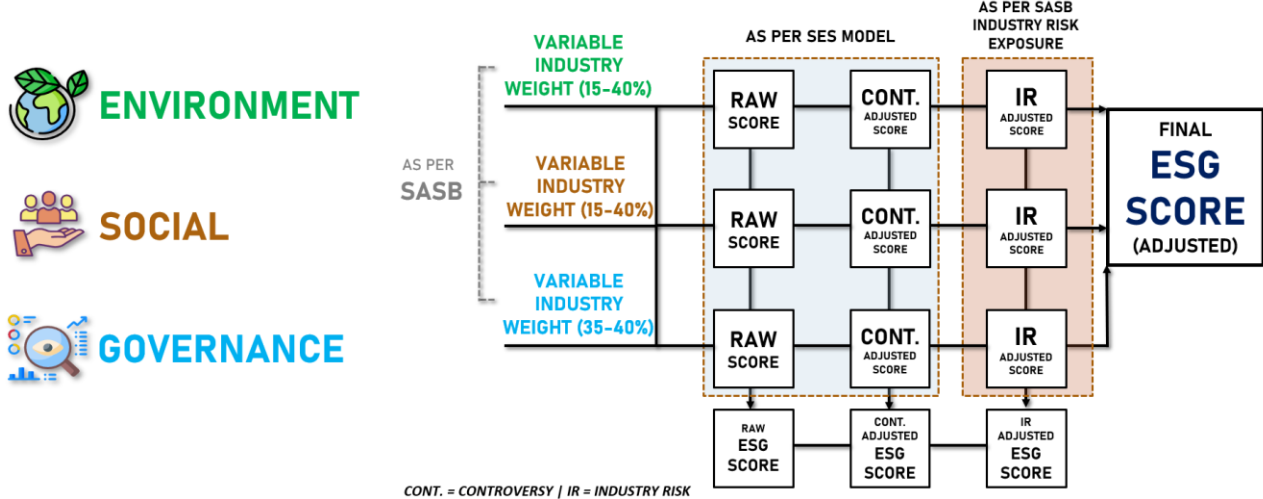 ENVIRONMENT
SOCIAL
GOVERNANCE
AS PER
SASB
VARIABLE
INDUSTRY
WEIGHT (15-40%)
VARIABLE
INDUSTRY
WEIGHT (15-40%)
VARIABLE
INDUSTRY
WEIGHT (35-40%)
AS PER SES MODEL
AS PER SASB
INDUSTRY RISK
EXPOSURE
RAW
SCORE
CONT.
ADJUSTED
SCORE
IR
ADJUSTED
SCORE
RAW
SCORE
CONT.
ADJUSTED
SCORE
IR
ADJUSTED
SCORE
RAW
SCORE
CONT.
ADJUSTED
SCORE
IR
ADJUSTED
SCORE
RAW
ESG
SCORE
CONT.
ADJUSTED
ESG
SCORE
IR
ADJUSTED
ESG
SCORE
FINAL
ESG
SCORE
(ADJUSTED)
CONT. = CONTROVERSY | IR = INDUSTRY RISK